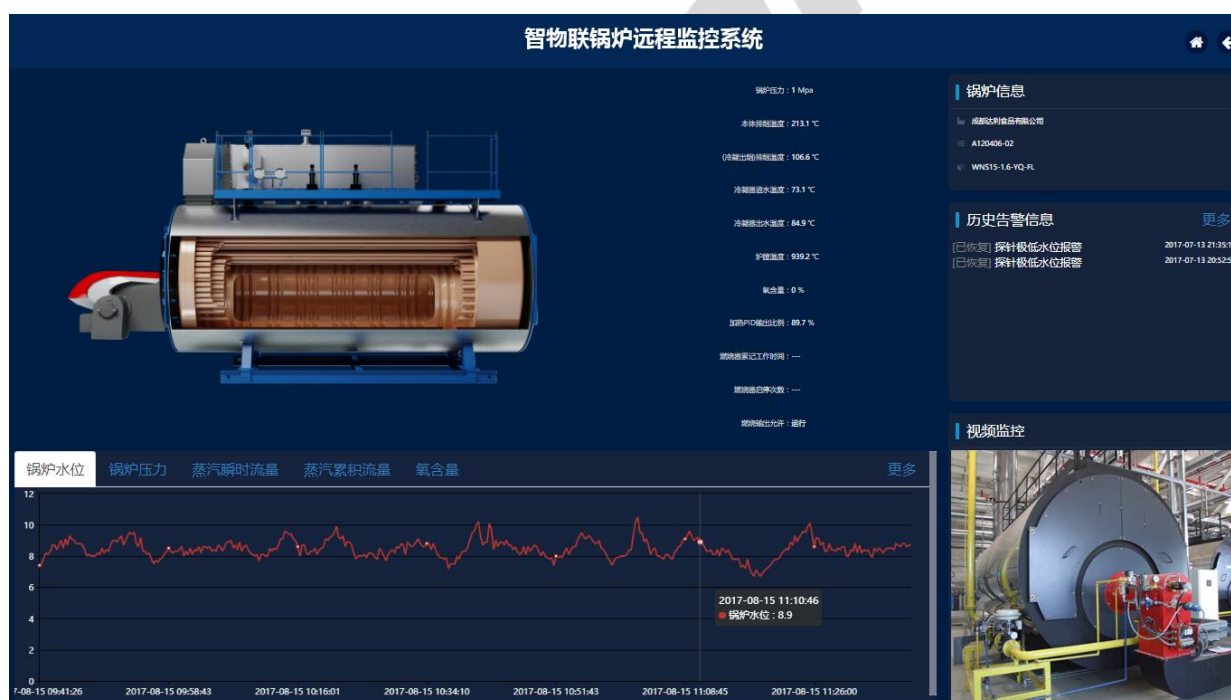 智物联锅炉远程监控系统
锅炉压力：1 Mpa
本体排烟温度：213.1 ℃
(冷凝出烟)排烟温度：106.6 ℃
冷凝器进水温度：73.1 ℃
冷凝器出水温度：84.9 ℃
炉膛温度：939.2 ℃
氧含量：0 %
加热PID输出比例：89.7 %
燃烧器累记工作时间：---
燃烧器启停次数：---
燃烧输出允许：运行
锅炉信息
成都达利食品有限公司
A120406-02
WNS15-1.6-YQ-FL
历史告警信息 更多
[已恢复] 探针极低水位报警 2017-07-13 21:35:1
[已恢复] 探针极低水位报警 2017-07-13 20:52:5
视频监控
锅炉水位 锅炉压力 蒸汽瞬时流量 蒸汽累积流量 氧含量 更多
12
10
8
6
4
2
0
2017-08-15 11:10:46
锅炉水位 : 8.9
7-08-15 09:41:26 2017-08-15 09:58:43 2017-08-15 10:16:01 2017-08-15 10:34:10 2017-08-15 10:51:43 2017-08-15 11:08:45 2017-08-15 11:26:00